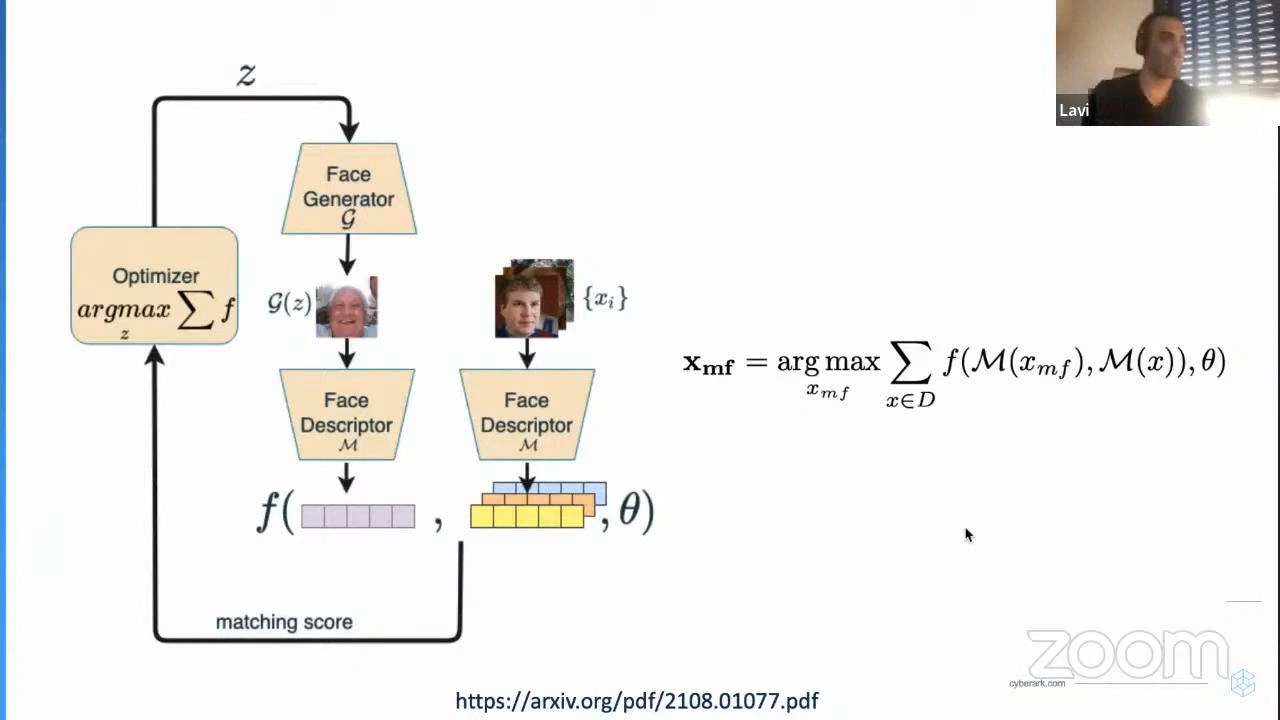 Lavi
z
Face
Generator
𝒢
Optimizer
argmax ∑ f
z
𝒢(z)
{xᵢ}
Face
Descriptor
ℳ
Face
Descriptor
ℳ
f( , , θ)
matching score
x_mf = arg max ∑ f(ℳ(x_mf), ℳ(x)), θ)
x_mf x∈D
zoom
cyberark.com
https://arxiv.org/pdf/2108.01077.pdf